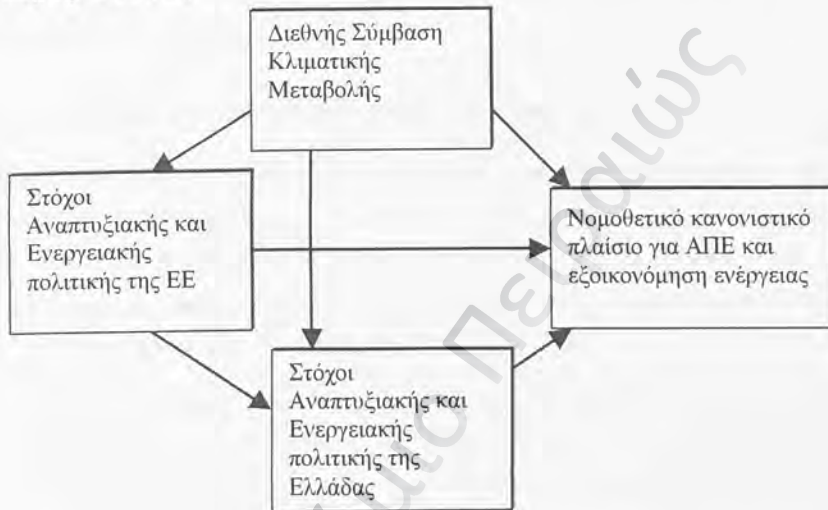 Διεθνής Σύμβαση
Κλιματικής
Μεταβολής
Στόχοι
Αναπτυξιακής και
Ενεργειακής
πολιτικής της ΕΕ
Νομοθετικό κανονιστικό
πλαίσιο για ΑΠΕ και
εξοικονόμηση ενέργειας
Στόχοι
Αναπτυξιακής και
Ενεργειακής
πολιτικής της
Ελλάδας
Πειραιώς